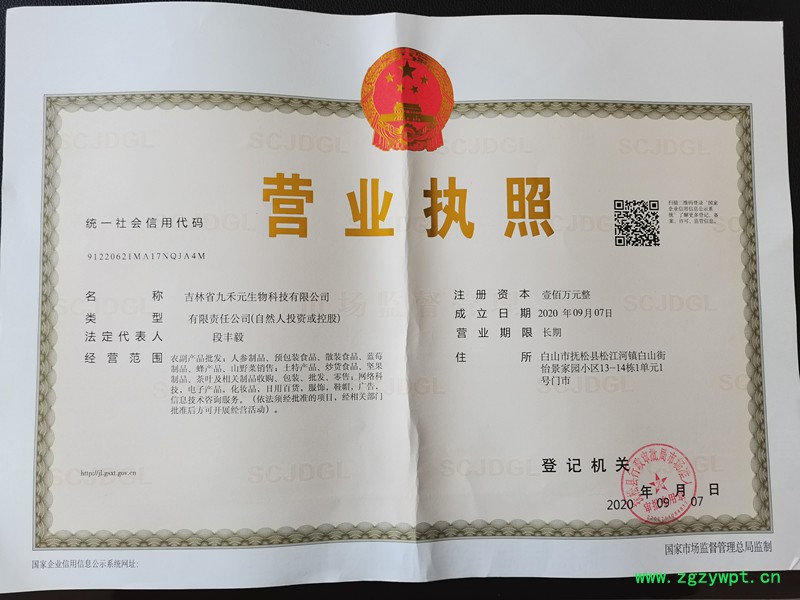 营业执照
统一社会信用代码
91220621MA17NQJA4M
扫描二维码登录“国家
企业信用信息公示系
统”了解更多登记、备
案、许可、监管信息。
名 称 吉林省九禾元生物科技有限公司
类 型 有限责任公司(自然人投资或控股)
法定代表人 段丰毅
经营范围 农副产品批发;人参制品、预包装食品、散装食品、蓝莓
制品、蜂产品、山野菜销售;土特产品、炒货食品、坚果
制品、茶叶及相关制品收购、包装、批发、零售;网络科
技,电子产品,化妆品,日用百货,服饰,鞋帽,广告,
信息技术咨询服务。(依法须经批准的项目,经相关部门
批准后方可开展经营活动)。
注册资本 壹佰万元整
成立日期 2020年09月07日
营业期限 长期
住 所 白山市抚松县松江河镇白山街
怡景家园小区13-14栋1单元1
号门市
登记机关
2020 年 09 月 07 日
http://jl.gsxt.gov.cn
国家企业信用信息公示系统网址:
国家市场监督管理总局监制
www.zgzywpt.cn
SCJDGL